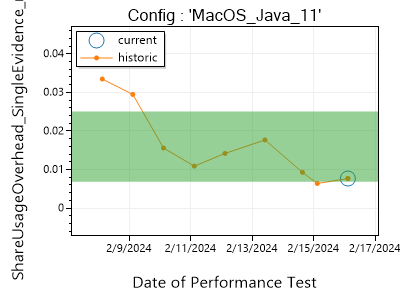 Config : 'MacOS_Java_11'
current
historic
0.04
0.03
0.02
0.01
0
ShareUsageOverhead_SingleEvidence_
2/9/2024
2/11/2024
2/13/2024
2/15/2024
2/17/2024
Date of Performance Test